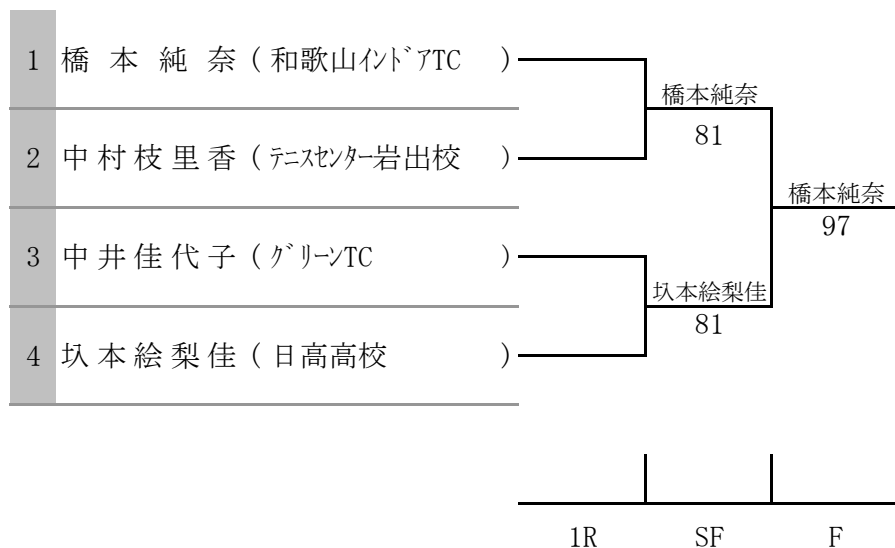 1 橋本純奈(和歌山インドアTC)
橋本純奈
81
2 中村枝里香(テニスセンター岩出校)
橋本純奈
97
3 中井佳代子(グリーンTC)
圦本絵梨佳
81
4 圦本絵梨佳(日高高校)
1R SF F